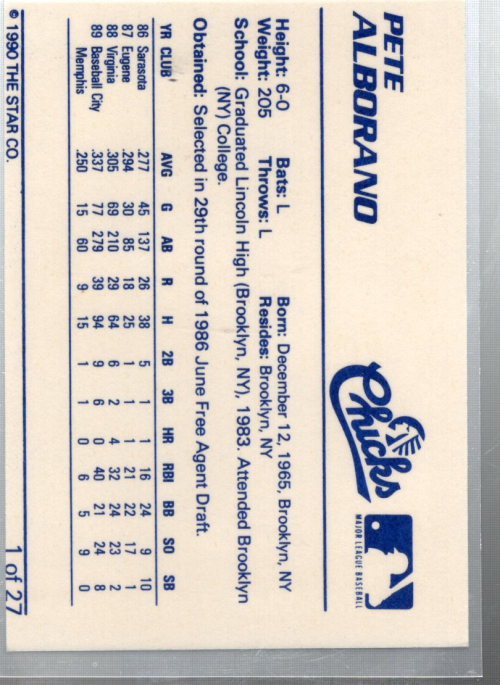 PETE
ALBORANO
Chicks
MAJOR LEAGUE BASEBALL
Height: 6-0 Bats: L Born: December 12, 1965, Brooklyn, NY
Weight: 205 Throws: L Resides: Brooklyn, NY
School: Graduated Lincoln High (Brooklyn, NY), 1983. Attended Brooklyn
(NY) College.
Obtained: Selected in 29th round of 1986 June Free Agent Draft.
YR CLUB AVG G AB R H 2B 3B HR RBI BB SO SB
86 Sarasota .277 45 137 26 38 5 1 1 16 24 9 10
87 Eugene .294 30 85 18 25 1 1 1 21 22 17 1
88 Virginia .305 69 210 29 64 6 2 4 32 24 23 2
89 Baseball City .337 77 279 39 94 9 6 0 40 21 24 8
Memphis .250 15 60 9 15 1 1 0 6 5 9 0
© 1990 THE STAR CO. 1 of 27